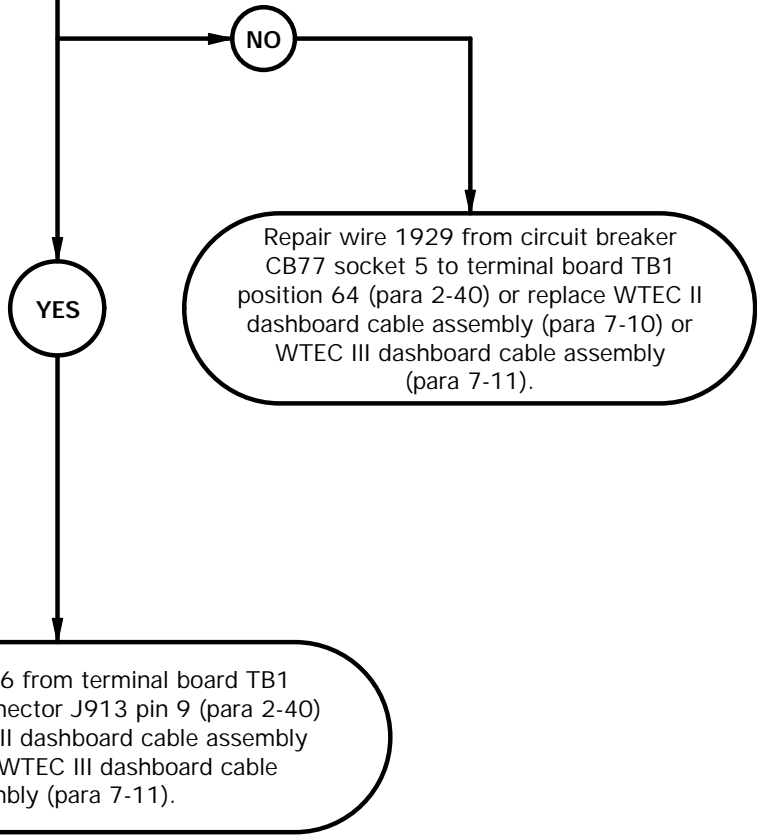 NO
Repair wire 1929 from circuit breaker
CB77 socket 5 to terminal board TB1
position 64 (para 2-40) or replace WTEC II
dashboard cable assembly (para 7-10) or
WTEC III dashboard cable assembly
(para 7-11).
YES
6 from terminal board TB1
nector J913 pin 9 (para 2-40)
II dashboard cable assembly
WTEC III dashboard cable
mbly (para 7-11).